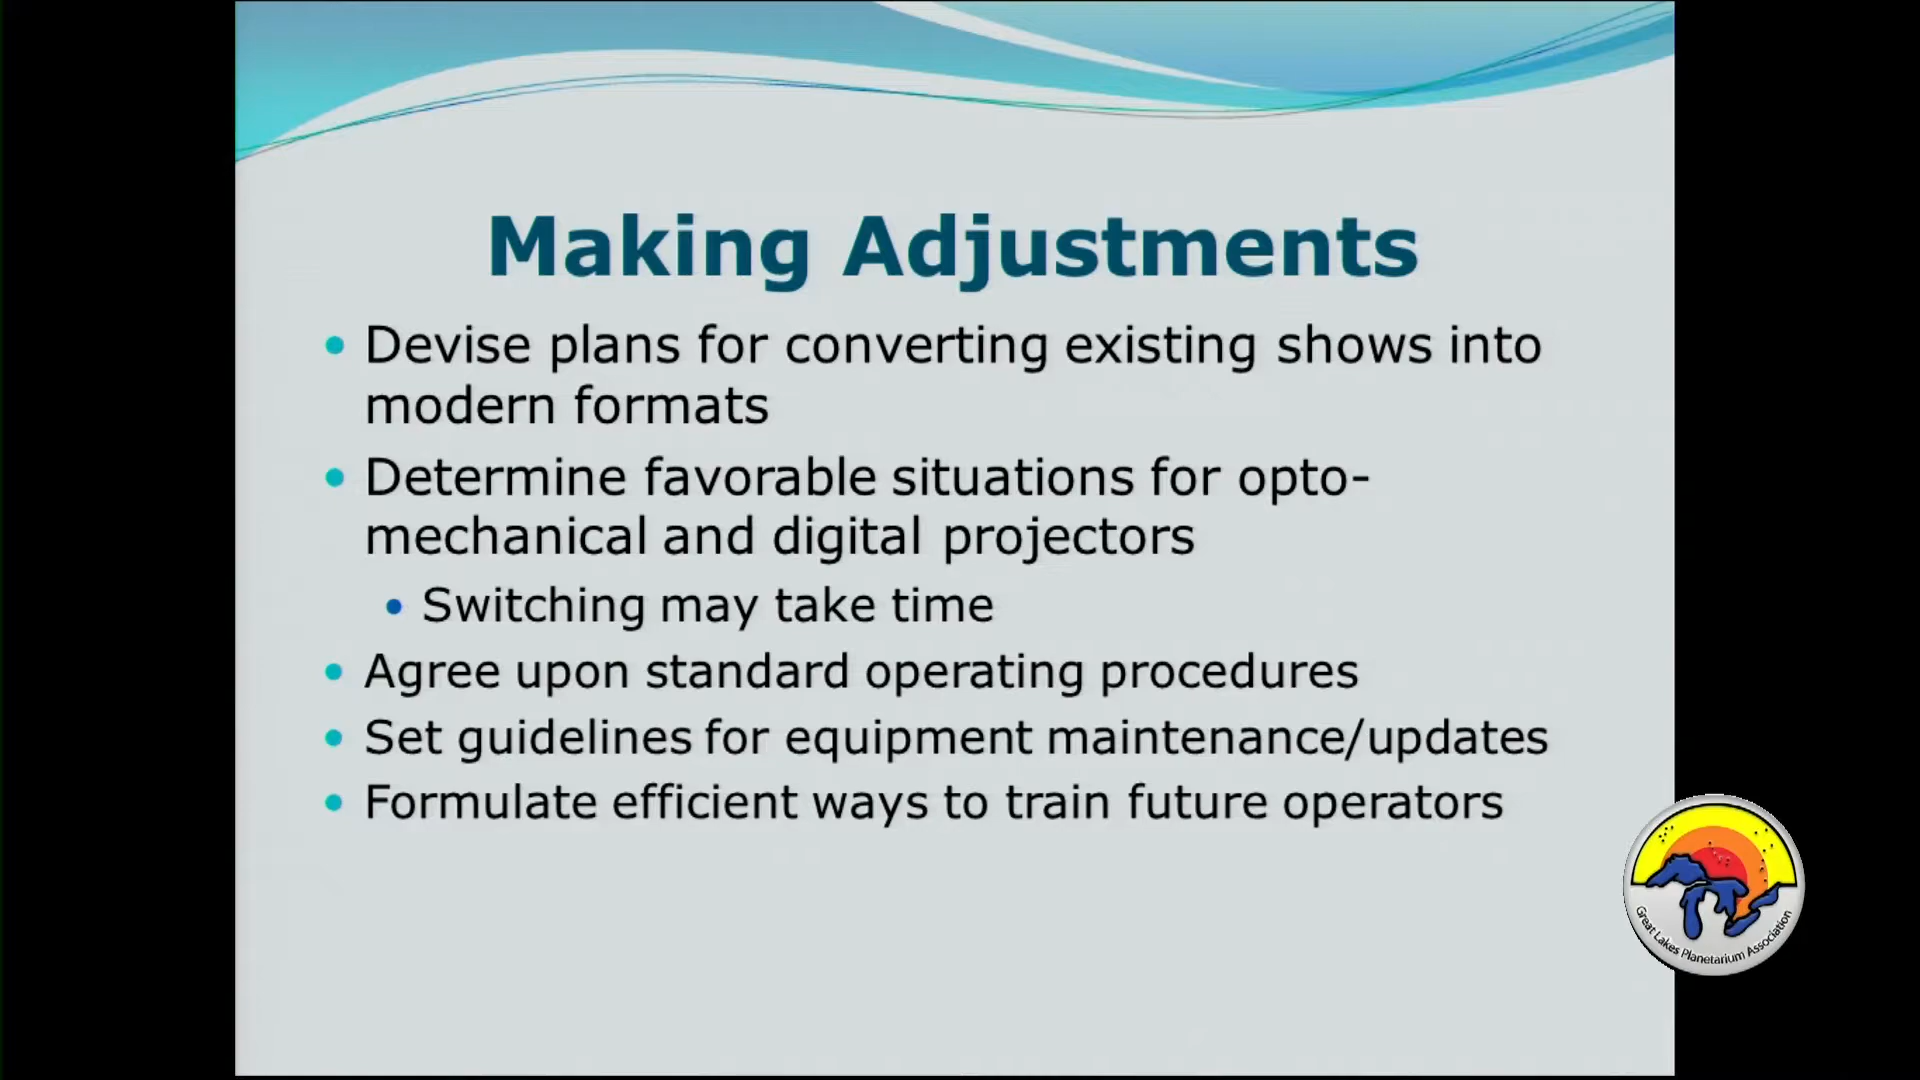 Making Adjustments
• Devise plans for converting existing shows into
modern formats
• Determine favorable situations for opto-
mechanical and digital projectors
• Switching may take time
• Agree upon standard operating procedures
• Set guidelines for equipment maintenance/updates
• Formulate efficient ways to train future operators
Great Lakes Planetarium Association